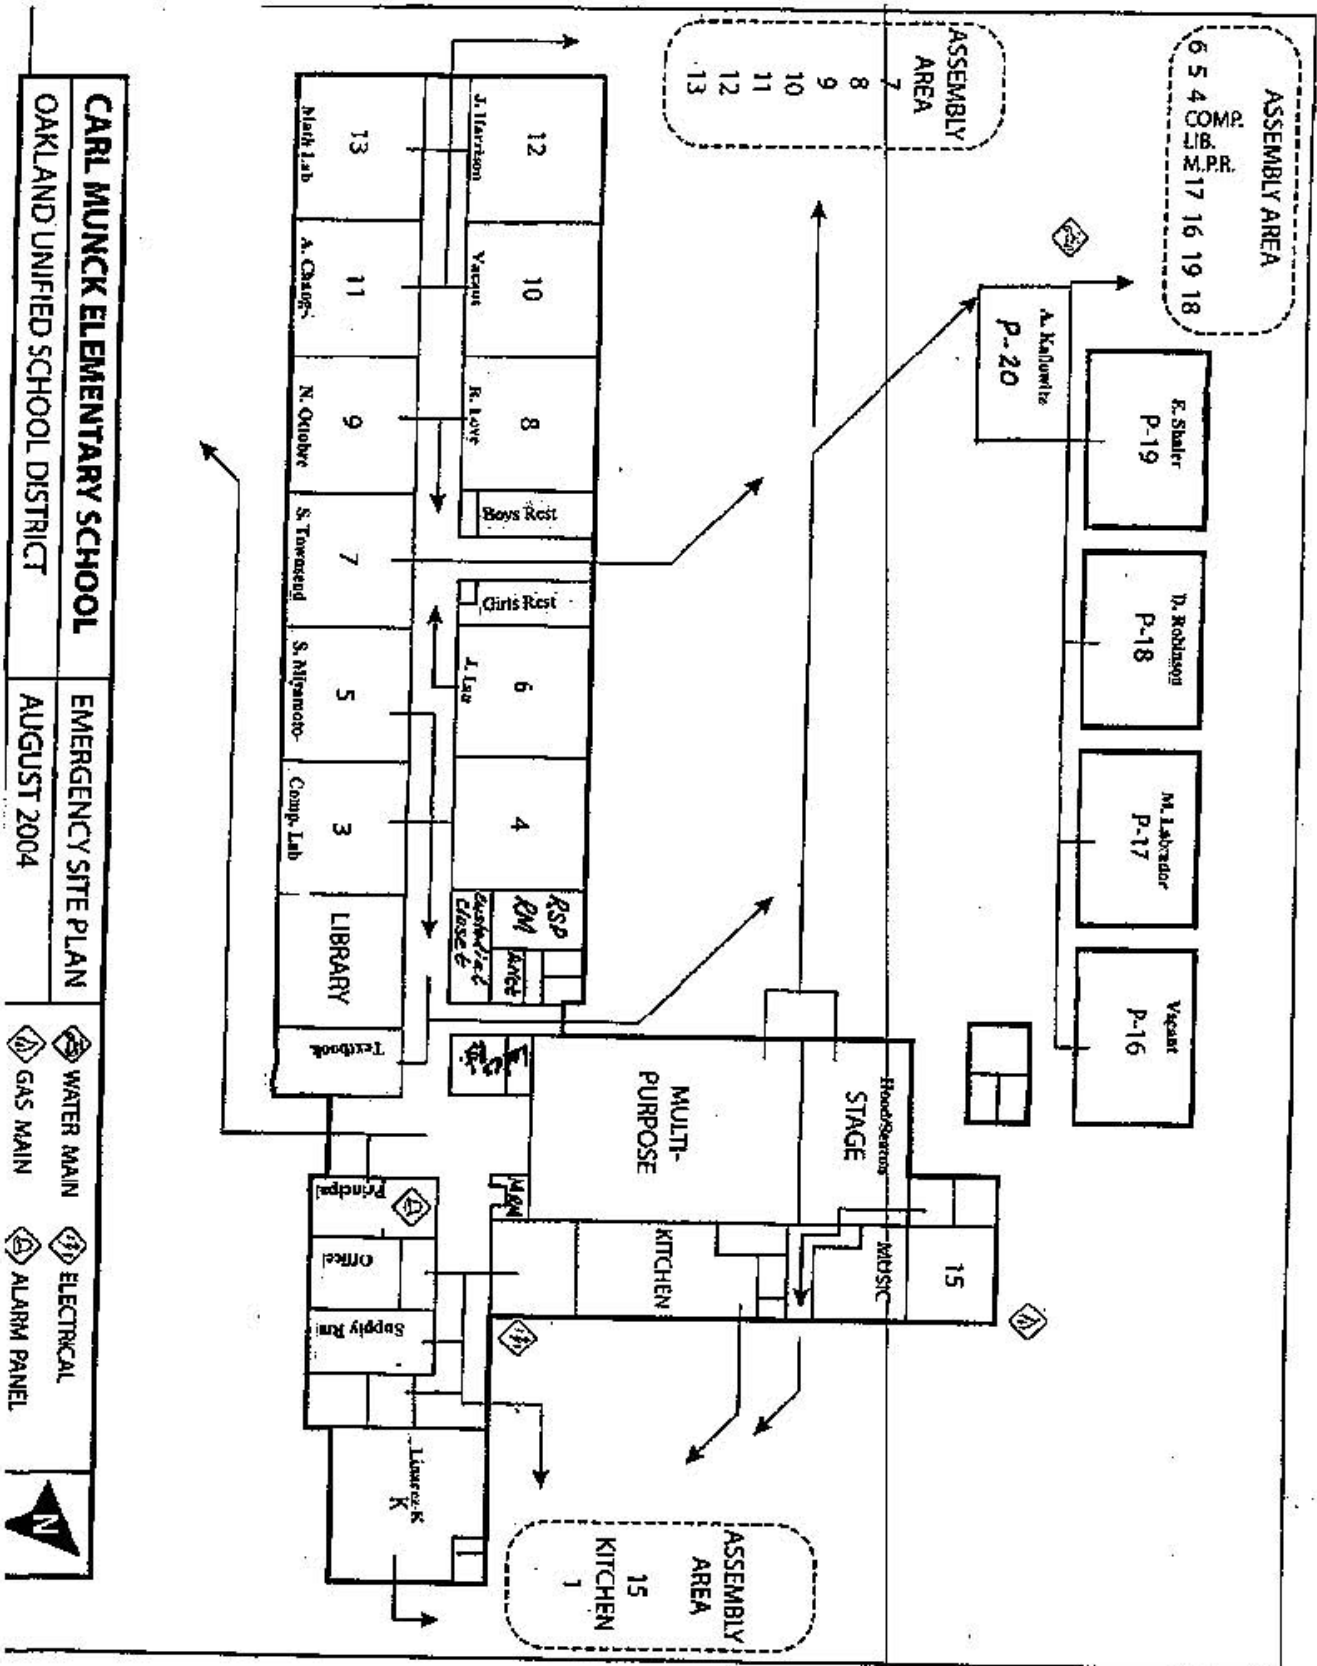 ASSEMBLY AREA
6 5 4 COMP. LIB. M.P.R. 17 16 19 18
ASSEMBLY
AREA
7
8
9
10
11
12
13
A. Kallowitz
P-20
E. Shaler
P-19
D. Robinson
P-18
M. Labrador
P-17
Vacant
P-16
12
J. Harrison
10
Vacant
8
R. Love
Boys Rest
Girls Rest
6
J. Lau
4
RSP
RM
custodial
closet
13
Math Lab
11
A. Chang
9
N. Octobre
7
S. Townsend
5
S. Miyamoto-
3
Comp. Lab
LIBRARY
Textbook
MULTI-
PURPOSE
STAGE
MUSIC
15
KITCHEN
Principal
Office
Supply Rm
K
ASSEMBLY
AREA
15
KITCHEN
1
CARL MUNCK ELEMENTARY SCHOOL
OAKLAND UNIFIED SCHOOL DISTRICT
EMERGENCY SITE PLAN
AUGUST 2004
WATER MAIN
ELECTRICAL
GAS MAIN
ALARM PANEL
N